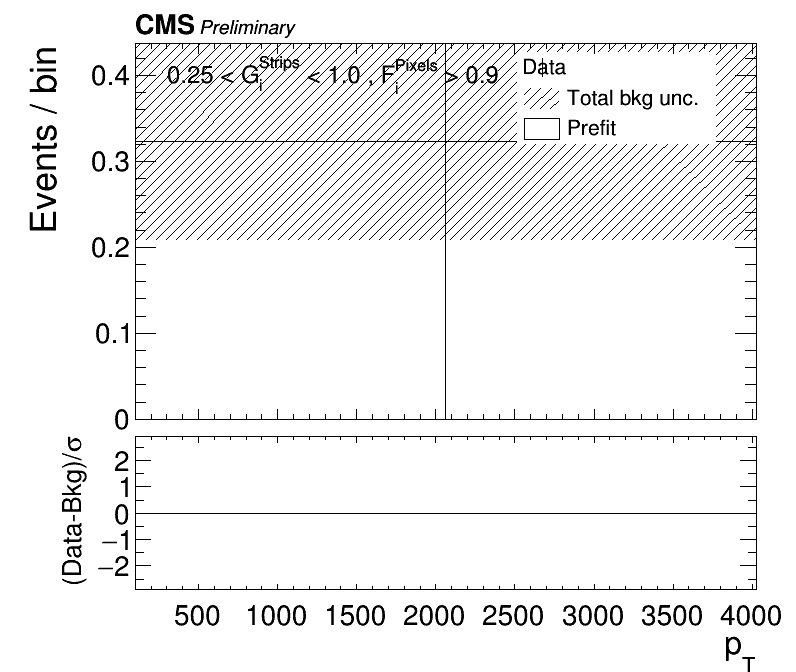 CMS Preliminary
0.25 < G_i^Strips < 1.0 , F_i^Pixels > 0.9
Data
Total bkg unc.
Prefit
Events / bin
0.4
0.3
0.2
0.1
0
(Data-Bkg)/σ
2
1
0
−1
−2
500 1000 1500 2000 2500 3000 3500 4000
p_T